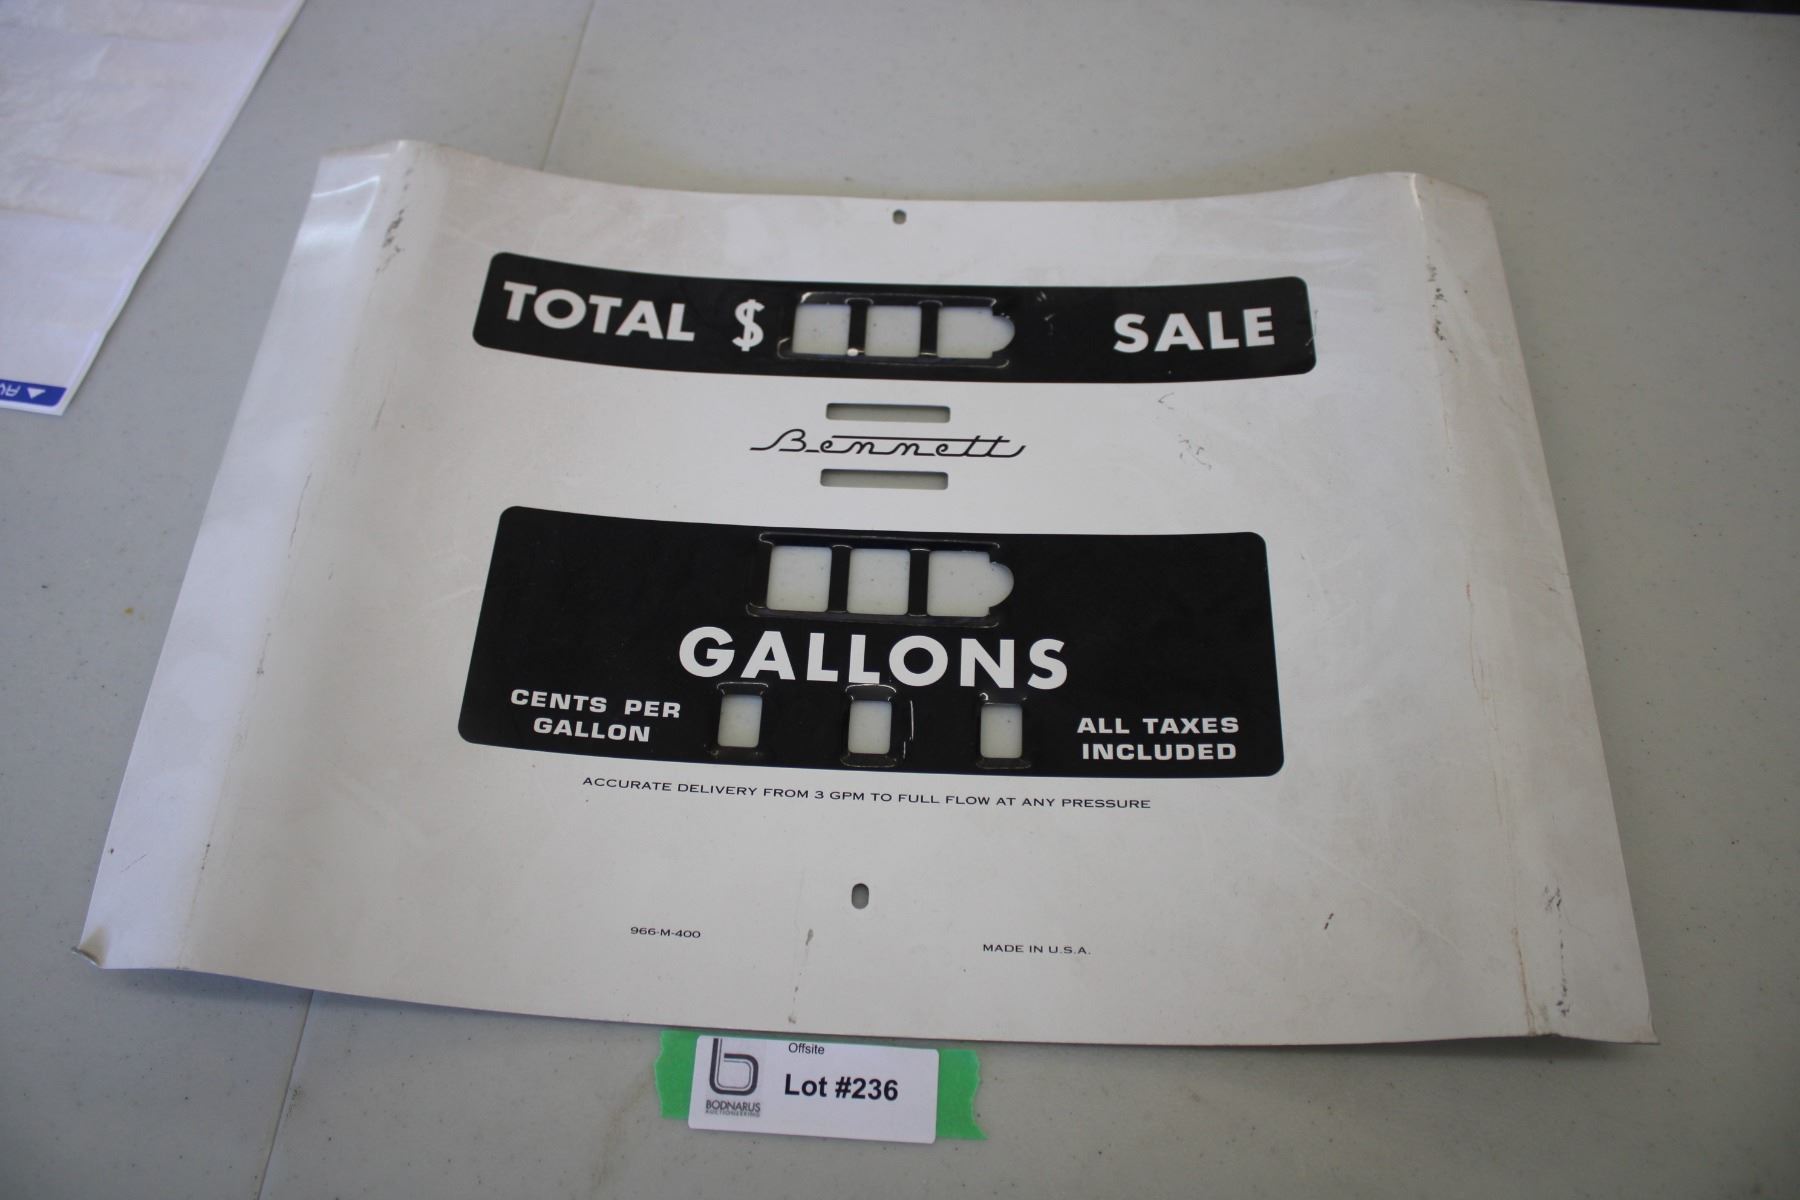 TOTAL $ SALE
Bennett
GALLONS
CENTS PER
GALLON
ALL TAXES
INCLUDED
ACCURATE DELIVERY FROM 3 GPM TO FULL FLOW AT ANY PRESSURE
966-M-400
MADE IN U.S.A.
Offsite
Lot #236
BODNARUS
AUCTIONEERING